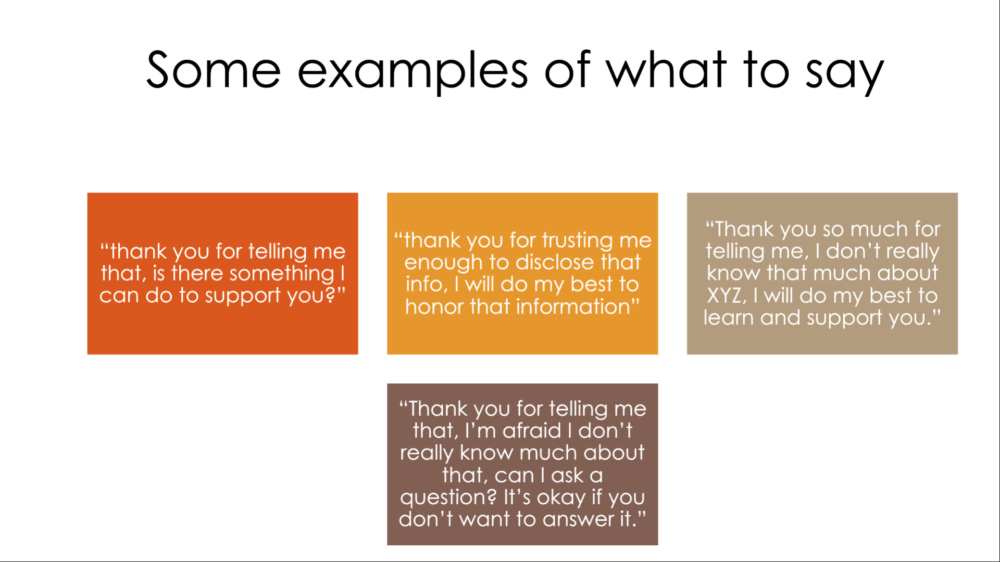 Some examples of what to say
“thank you for telling me
that, is there something I
can do to support you?”
“thank you for trusting me
enough to disclose that
info, I will do my best to
honor that information”
“Thank you so much for
telling me, I don’t really
know that much about
XYZ, I will do my best to
learn and support you.”
“Thank you for telling me
that, I’m afraid I don’t
really know much about
that, can I ask a
question? It’s okay if you
don’t want to answer it.”